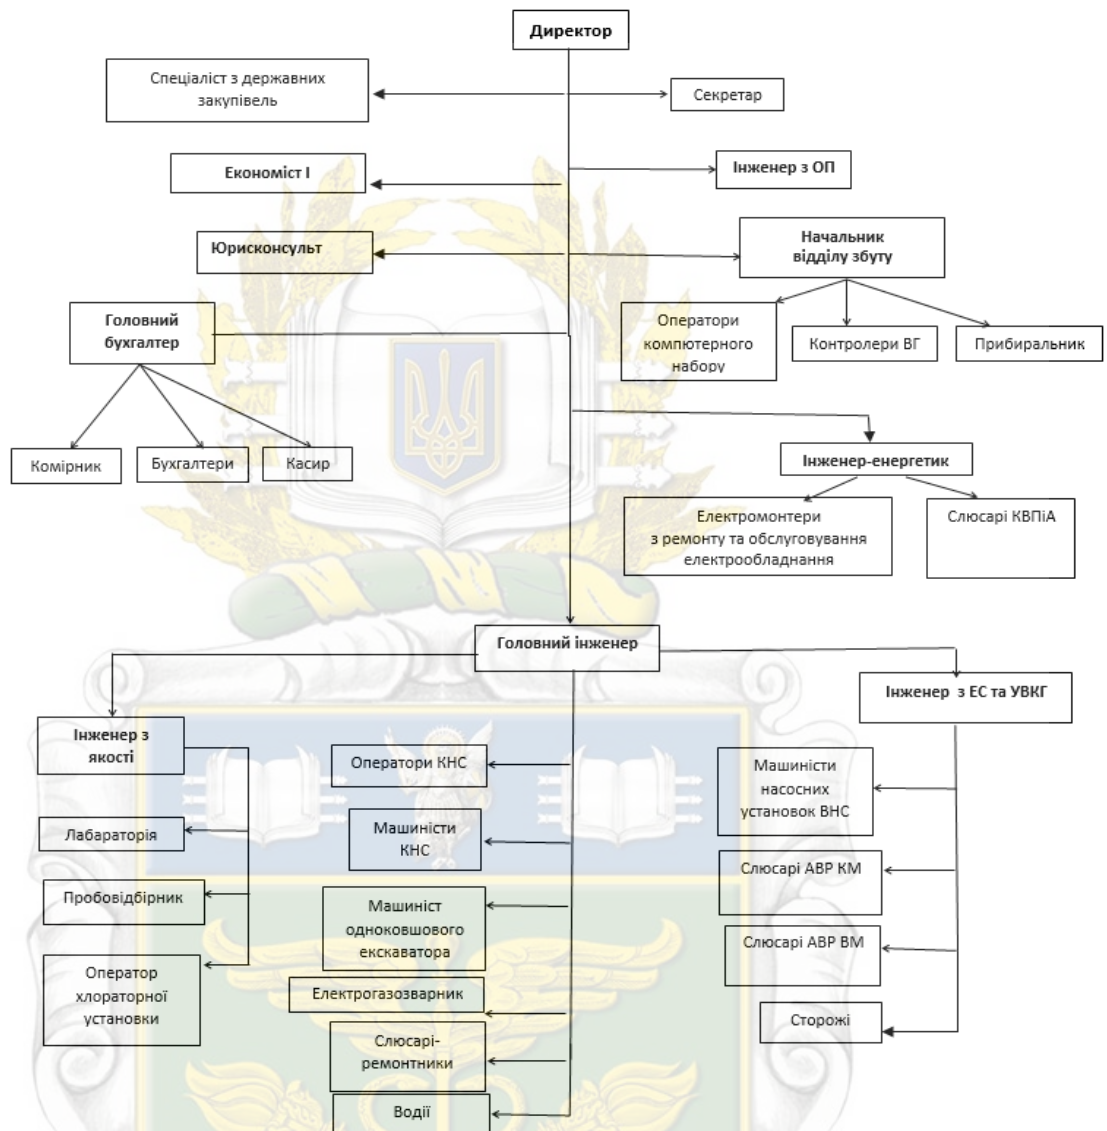 Директор
Спеціаліст з державних
закупівель
Секретар
Економіст І
Інженер з ОП
Юрисконсульт
Начальник
відділу збуту
Головний
бухгалтер
Оператори
компютерного
набору
Контролери ВГ
Прибиральник
Комірник
Бухгалтери
Касир
Інженер-енергетик
Електромонтери
з ремонту та обслуговування
електрообладнання
Слюсарі КВПіА
Головний інженер
Інженер з ЕС та УВКГ
Інженер з
якості
Оператори КНС
Машиністи
насосних
установок ВНС
Лабараторія
Машиністи
КНС
Слюсарі АВР КМ
Пробовідбірник
Машиніст
одноковшового
екскаватора
Слюсарі АВР ВМ
Оператор
хлораторної
установки
Електрогазозварник
Сторожі
Слюсарі-
ремонтники
Водії